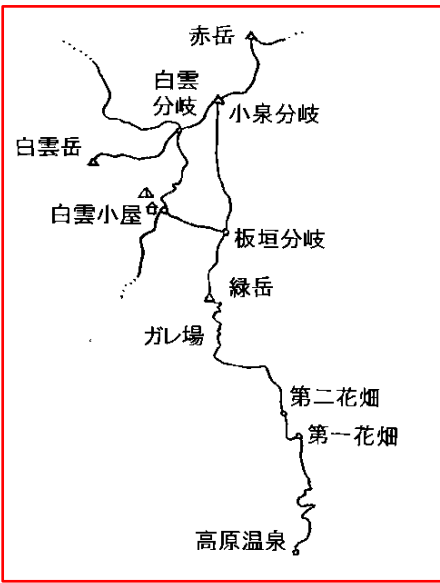 赤岳
白雲
分岐
小泉分岐
白雲岳
白雲小屋
板垣分岐
緑岳
ガレ場
第二花畑
第一花畑
高原温泉